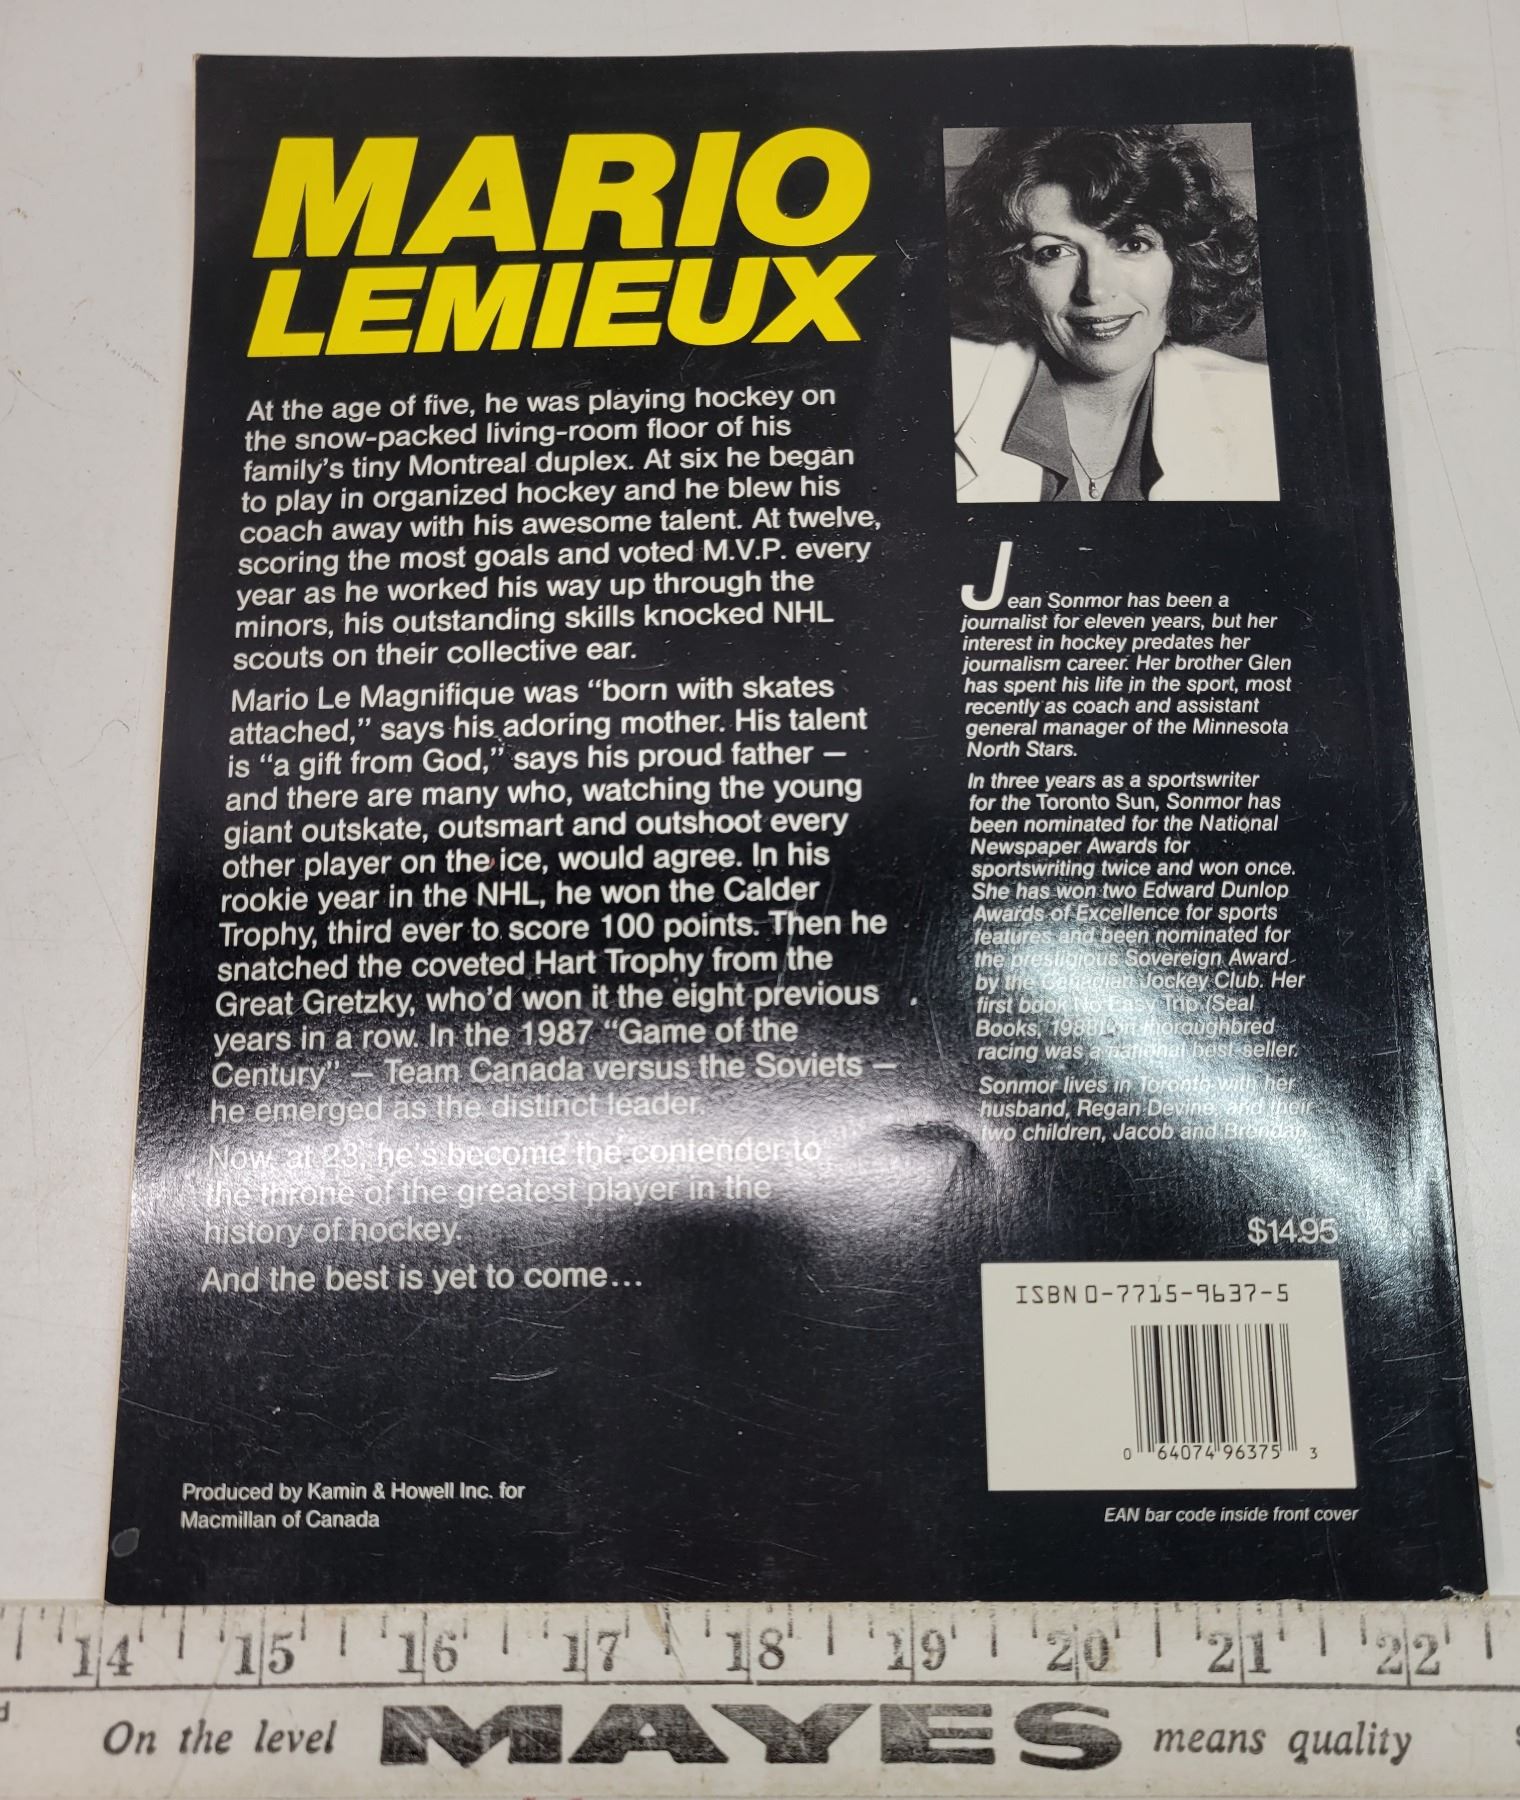 MARIO
LEMIEUX
At the age of five, he was playing hockey on
the snow-packed living-room floor of his
family's tiny Montreal duplex. At six he began
to play in organized hockey and he blew his
coach away with his awesome talent. At twelve,
scoring the most goals and voted M.V.P. every
year as he worked his way up through the
minors, his outstanding skills knocked NHL
scouts on their collective ear.
Mario Le Magnifique was “born with skates
attached,” says his adoring mother. His talent
is “a gift from God,” says his proud father —
and there are many who, watching the young
giant outskate, outsmart and outshoot every
other player on the ice, would agree. In his
rookie year in the NHL, he won the Calder
Trophy, third ever to score 100 points. Then he
snatched the coveted Hart Trophy from the
Great Gretzky, who'd won it the eight previous
years in a row. In the 1987 “Game of the
Century” — Team Canada versus the Soviets —
he emerged as the distinct leader.
Now, at 23, he's become the contender to
the throne of the greatest player in the
history of hockey.
And the best is yet to come...
Produced by Kamin & Howell Inc. for
Macmillan of Canada
Jean Sonmor has been a
journalist for eleven years, but her
interest in hockey predates her
journalism career. Her brother Glen
has spent his life in the sport, most
recently as coach and assistant
general manager of the Minnesota
North Stars.
In three years as a sportswriter
for the Toronto Sun, Sonmor has
been nominated for the National
Newspaper Awards for
sportswriting twice and won once.
She has won two Edward Dunlop
Awards of Excellence for sports
features and been nominated for
the prestigious Sovereign Award
by the Canadian Jockey Club. Her
first book No Easy Trip (Seal
Books, 1988) on thoroughbred
racing was a national best-seller.
Sonmor lives in Toronto with her
husband, Regan Devine, and their
two children, Jacob and Brendan.
$14.95
ISBN 0-7715-9637-5
0 64074 96375 3
EAN bar code inside front cover
14 15 16 17 18 19 20 21 22
On the level MAYES means quality